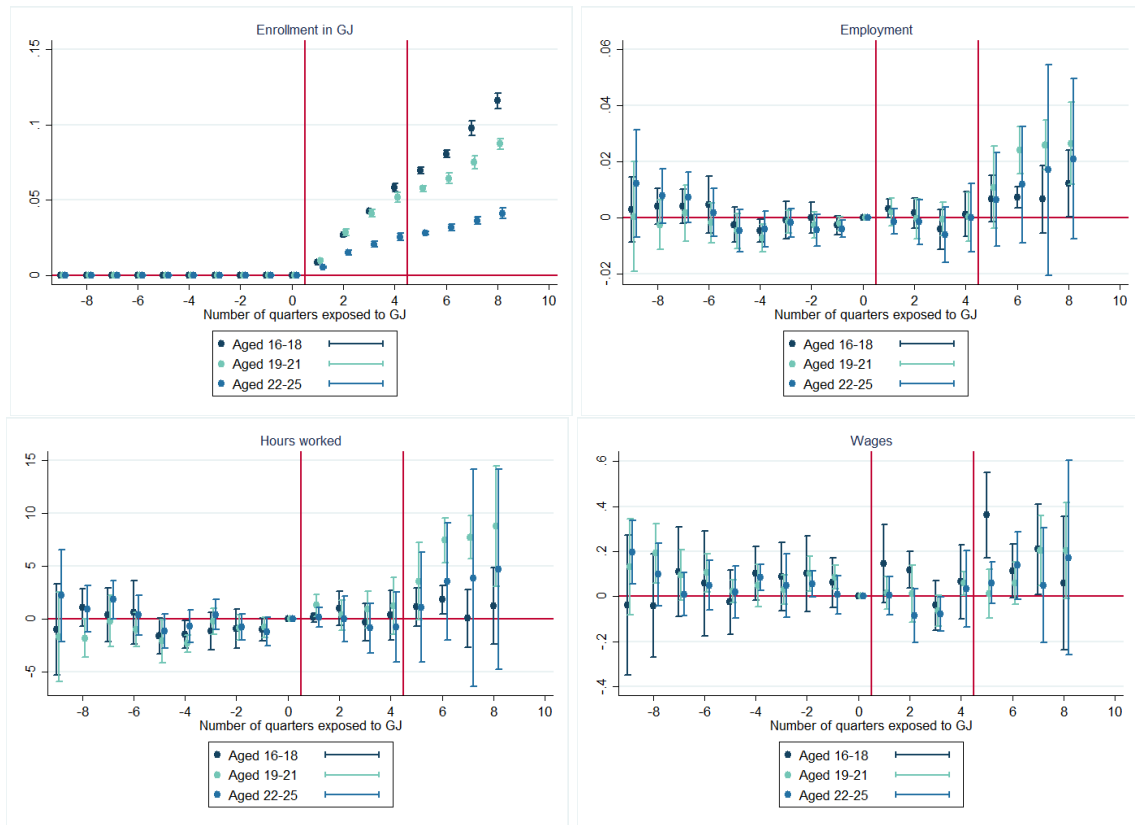 Enrollment in GJ
.15
.1
.05
0
-8 -6 -4 -2 0 2 4 6 8 10
Number of quarters exposed to GJ
Aged 16-18
Aged 19-21
Aged 22-25
Employment
.06
.04
.02
0
-.02
-8 -6 -4 -2 0 2 4 6 8 10
Number of quarters exposed to GJ
Aged 16-18
Aged 19-21
Aged 22-25
Hours worked
15
10
5
0
-5
-8 -6 -4 -2 0 2 4 6 8 10
Number of quarters exposed to GJ
Aged 16-18
Aged 19-21
Aged 22-25
Wages
.6
.4
.2
0
-.2
-.4
-8 -6 -4 -2 0 2 4 6 8 10
Number of quarters exposed to GJ
Aged 16-18
Aged 19-21
Aged 22-25